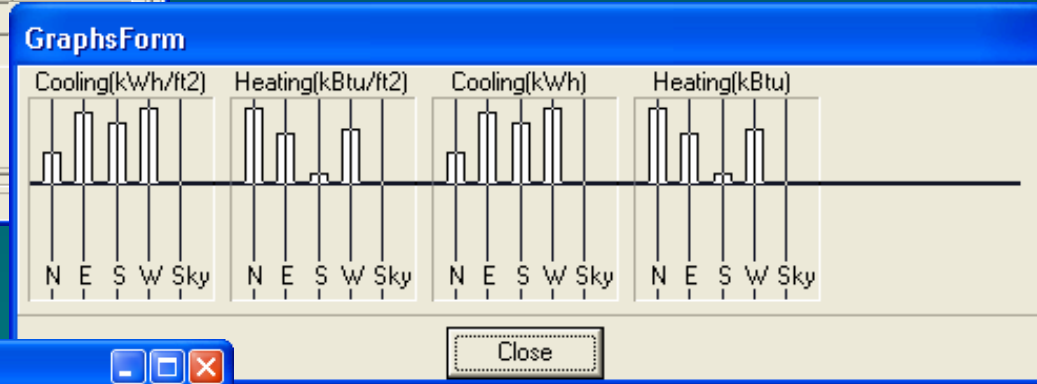 GraphsForm
Cooling(kWh/ft2) Heating(kBtu/ft2) Cooling(kWh) Heating(kBtu)
N E S W Sky N E S W Sky N E S W Sky N E S W Sky
Close